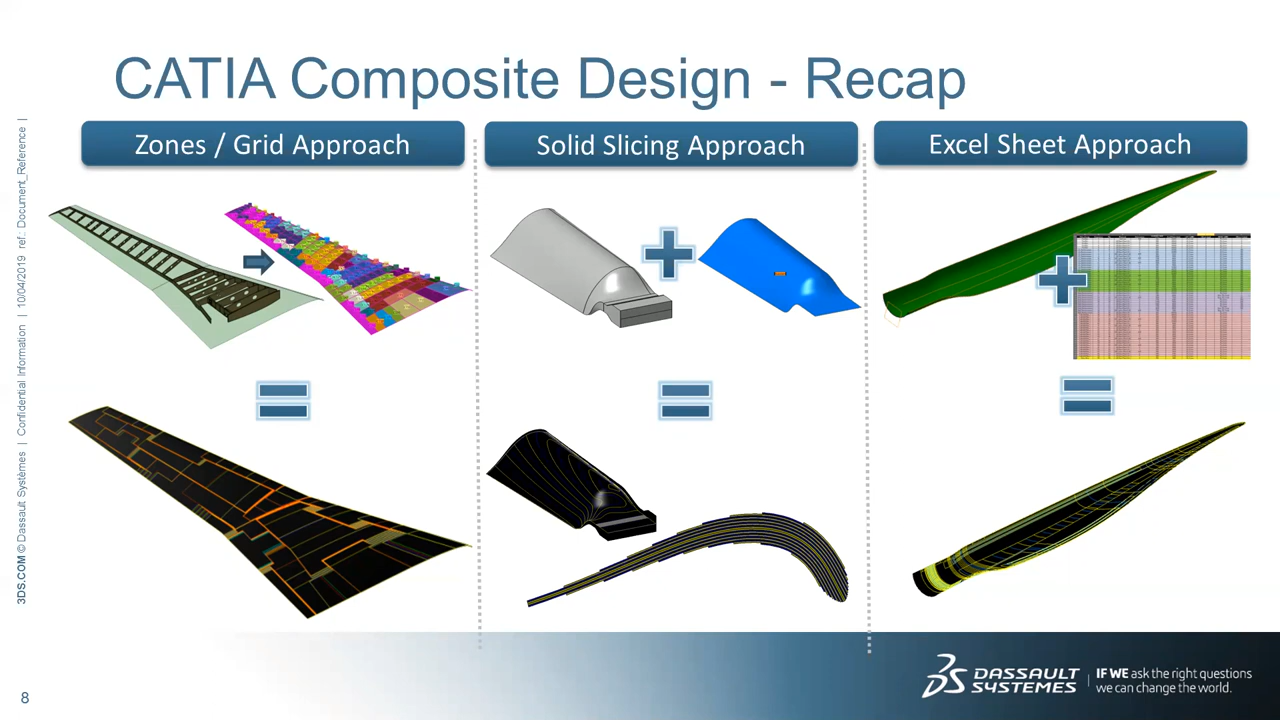 CATIA Composite Design - Recap
Zones / Grid Approach
Solid Slicing Approach
Excel Sheet Approach
3DS.COM © Dassault Systèmes | Confidential Information | 10/04/2019 ref.: Document_Reference |
8
DASSAULT
SYSTEMES
IF WE ask the right questions
we can change the world.